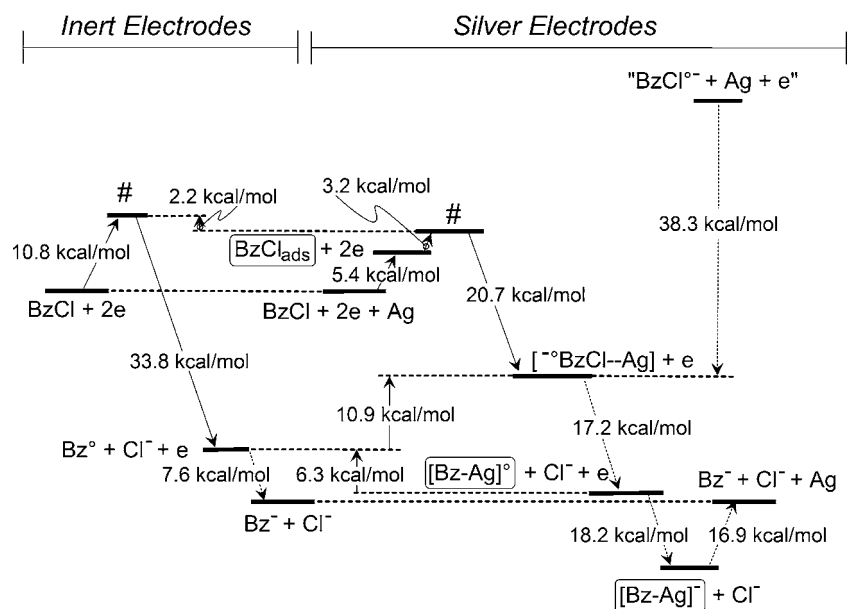 Inert Electrodes
Silver Electrodes
"BzCl°⁻ + Ag + e"
3.2 kcal/mol
#
2.2 kcal/mol
#
38.3 kcal/mol
10.8 kcal/mol
BzClads + 2e
5.4 kcal/mol
20.7 kcal/mol
BzCl + 2e
BzCl + 2e + Ag
33.8 kcal/mol
[⁻°BzCl--Ag] + e
10.9 kcal/mol
17.2 kcal/mol
Bz° + Cl⁻ + e
7.6 kcal/mol
6.3 kcal/mol
[Bz-Ag]° + Cl⁻ + e
Bz⁻ + Cl⁻ + Ag
Bz⁻ + Cl⁻
18.2 kcal/mol
16.9 kcal/mol
[Bz-Ag]⁻ + Cl⁻